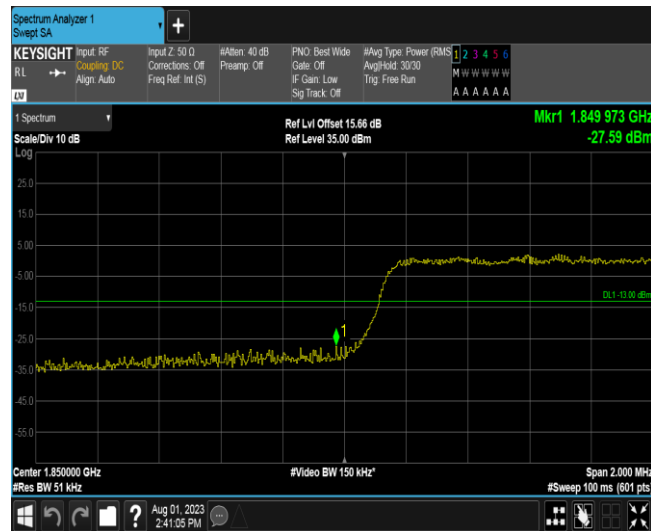 Spectrum Analyzer 1
Swept SA
+
KEYSIGHT
RL
LXI
Input: RF
Coupling: DC
Align: Auto
Input Z: 50 Ω
Corrections: Off
Freq Ref: Int (S)
#Atten: 40 dB
Preamp: Off
PNO: Best Wide
Gate: Off
IF Gain: Low
Sig Track: Off
#Avg Type: Power (RMS
Avg|Hold: 30/30
Trig: Free Run
1 2 3 4 5 6
M W W W W W
A A A A A A
1 Spectrum
Scale/Div 10 dB
Log
Ref Lvl Offset 15.66 dB
Ref Level 35.00 dBm
Mkr1 1.849 973 GHz
-27.59 dBm
25.0
15.0
5.00
-5.00
DL1 -13.00 dBm
-15.0
-25.0
1
-35.0
-45.0
-55.0
Center 1.850000 GHz
#Res BW 51 kHz
#Video BW 150 kHz*
Span 2.000 MHz
#Sweep 100 ms (601 pts)
?
Aug 01, 2023
2:41:05 PM